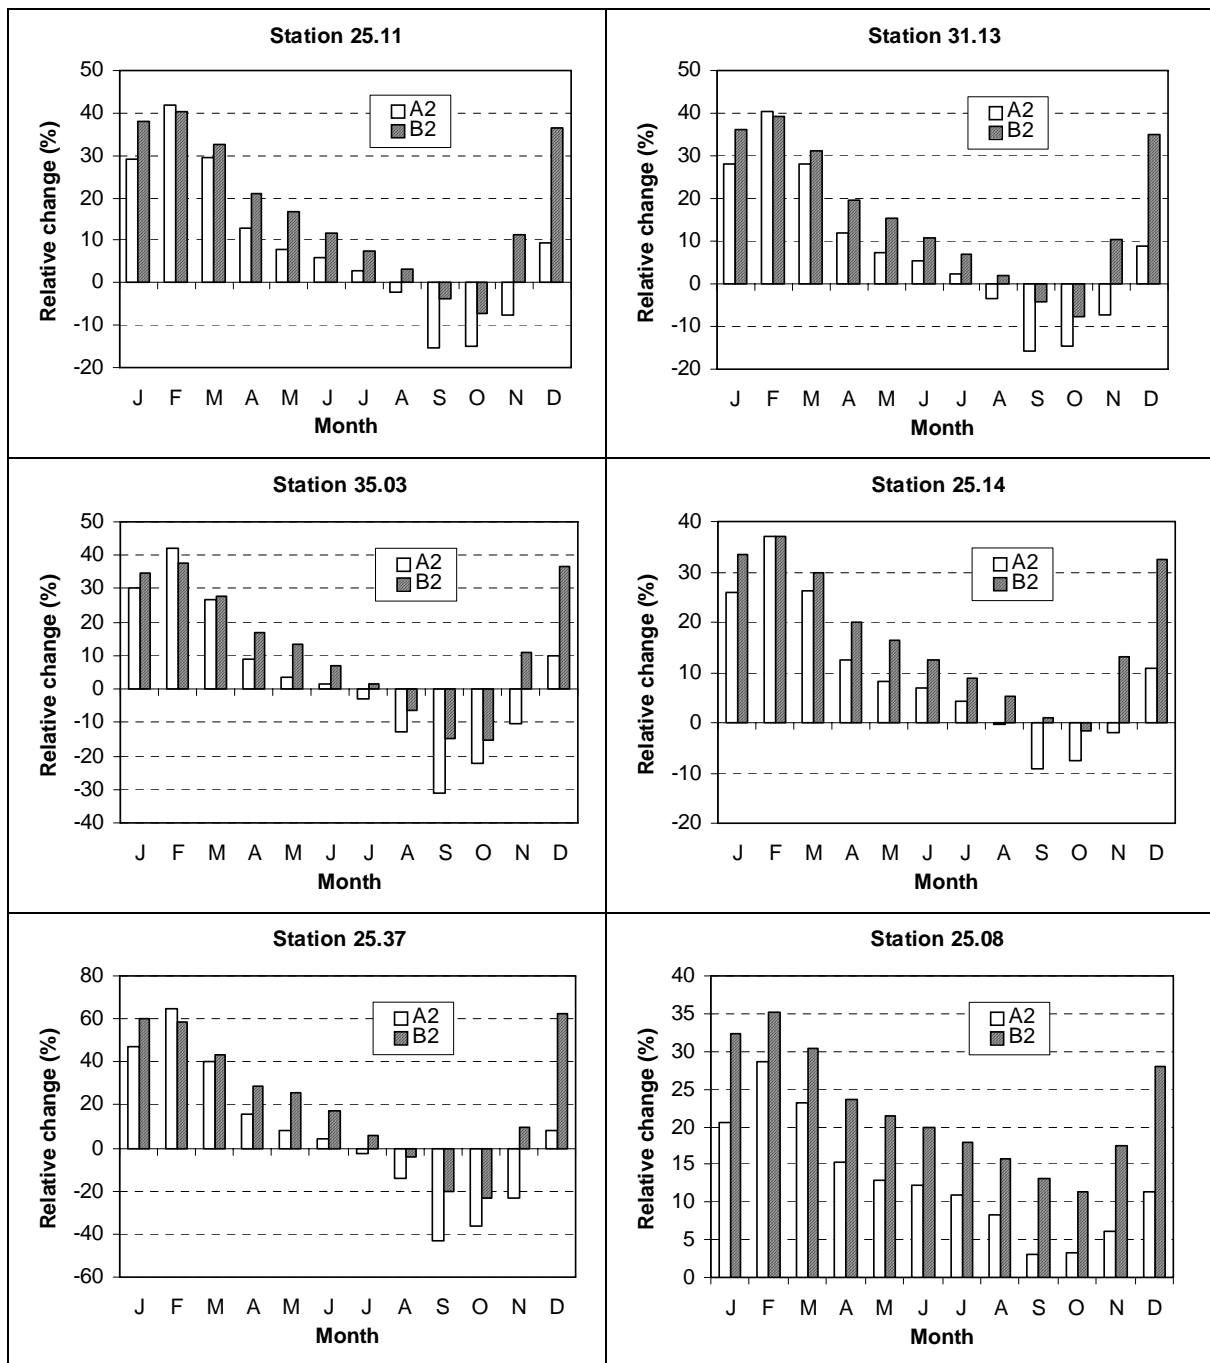 Station 25.11
Relative change (%)
50
40
30
20
10
0
-10
-20
A2
B2
J F M A M J J A S O N D
Month
Station 31.13
Relative change (%)
50
40
30
20
10
0
-10
-20
A2
B2
J F M A M J J A S O N D
Month
Station 35.03
Relative change (%)
50
40
30
20
10
0
-10
-20
-30
-40
A2
B2
J F M A M J J A S O N D
Month
Station 25.14
Relative change (%)
40
30
20
10
0
-10
-20
A2
B2
J F M A M J J A S O N D
Month
Station 25.37
Relative change (%)
80
60
40
20
0
-20
-40
-60
A2
B2
J F M A M J J A S O N D
Month
Station 25.08
Relative change (%)
40
35
30
25
20
15
10
5
0
A2
B2
J F M A M J J A S O N D
Month